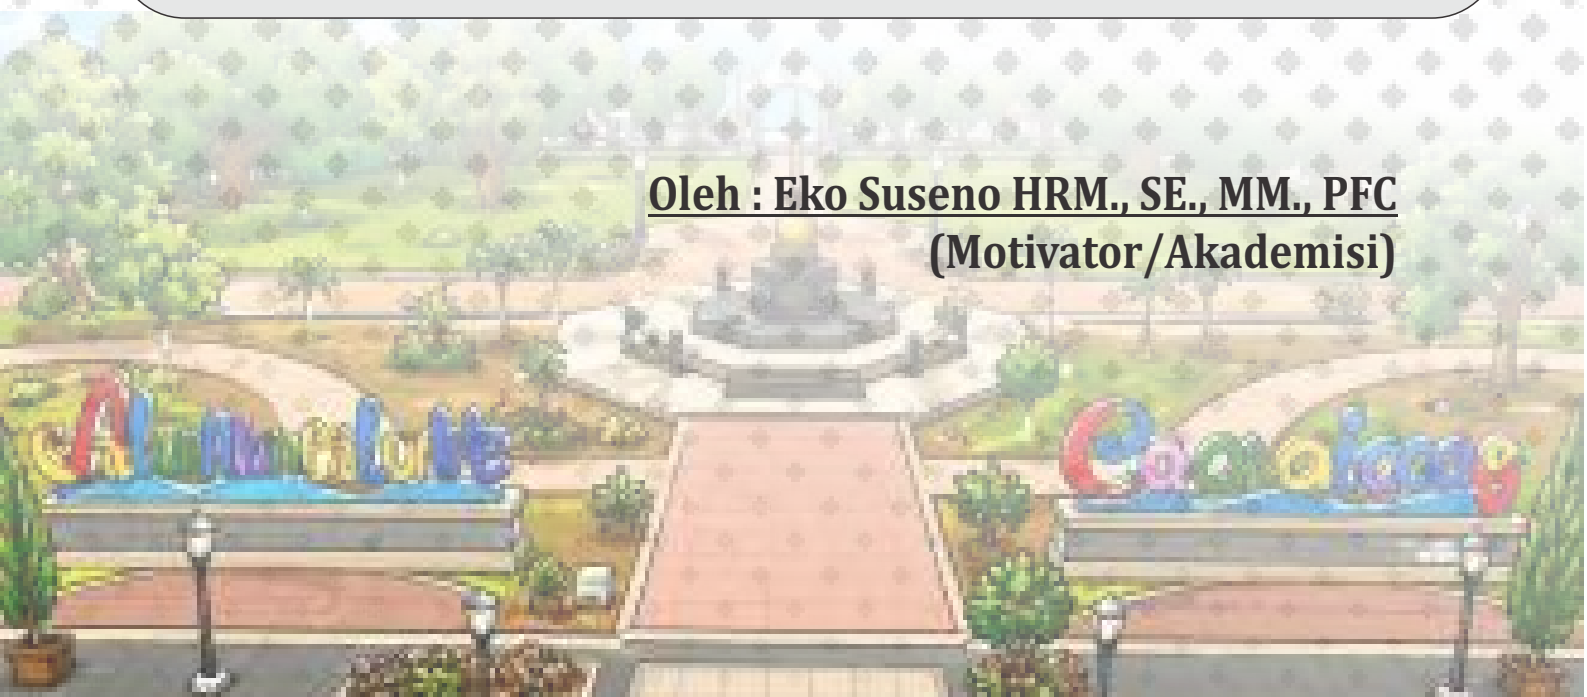 Oleh : Eko Suseno HRM., SE., MM., PFC
(Motivator/Akademisi)